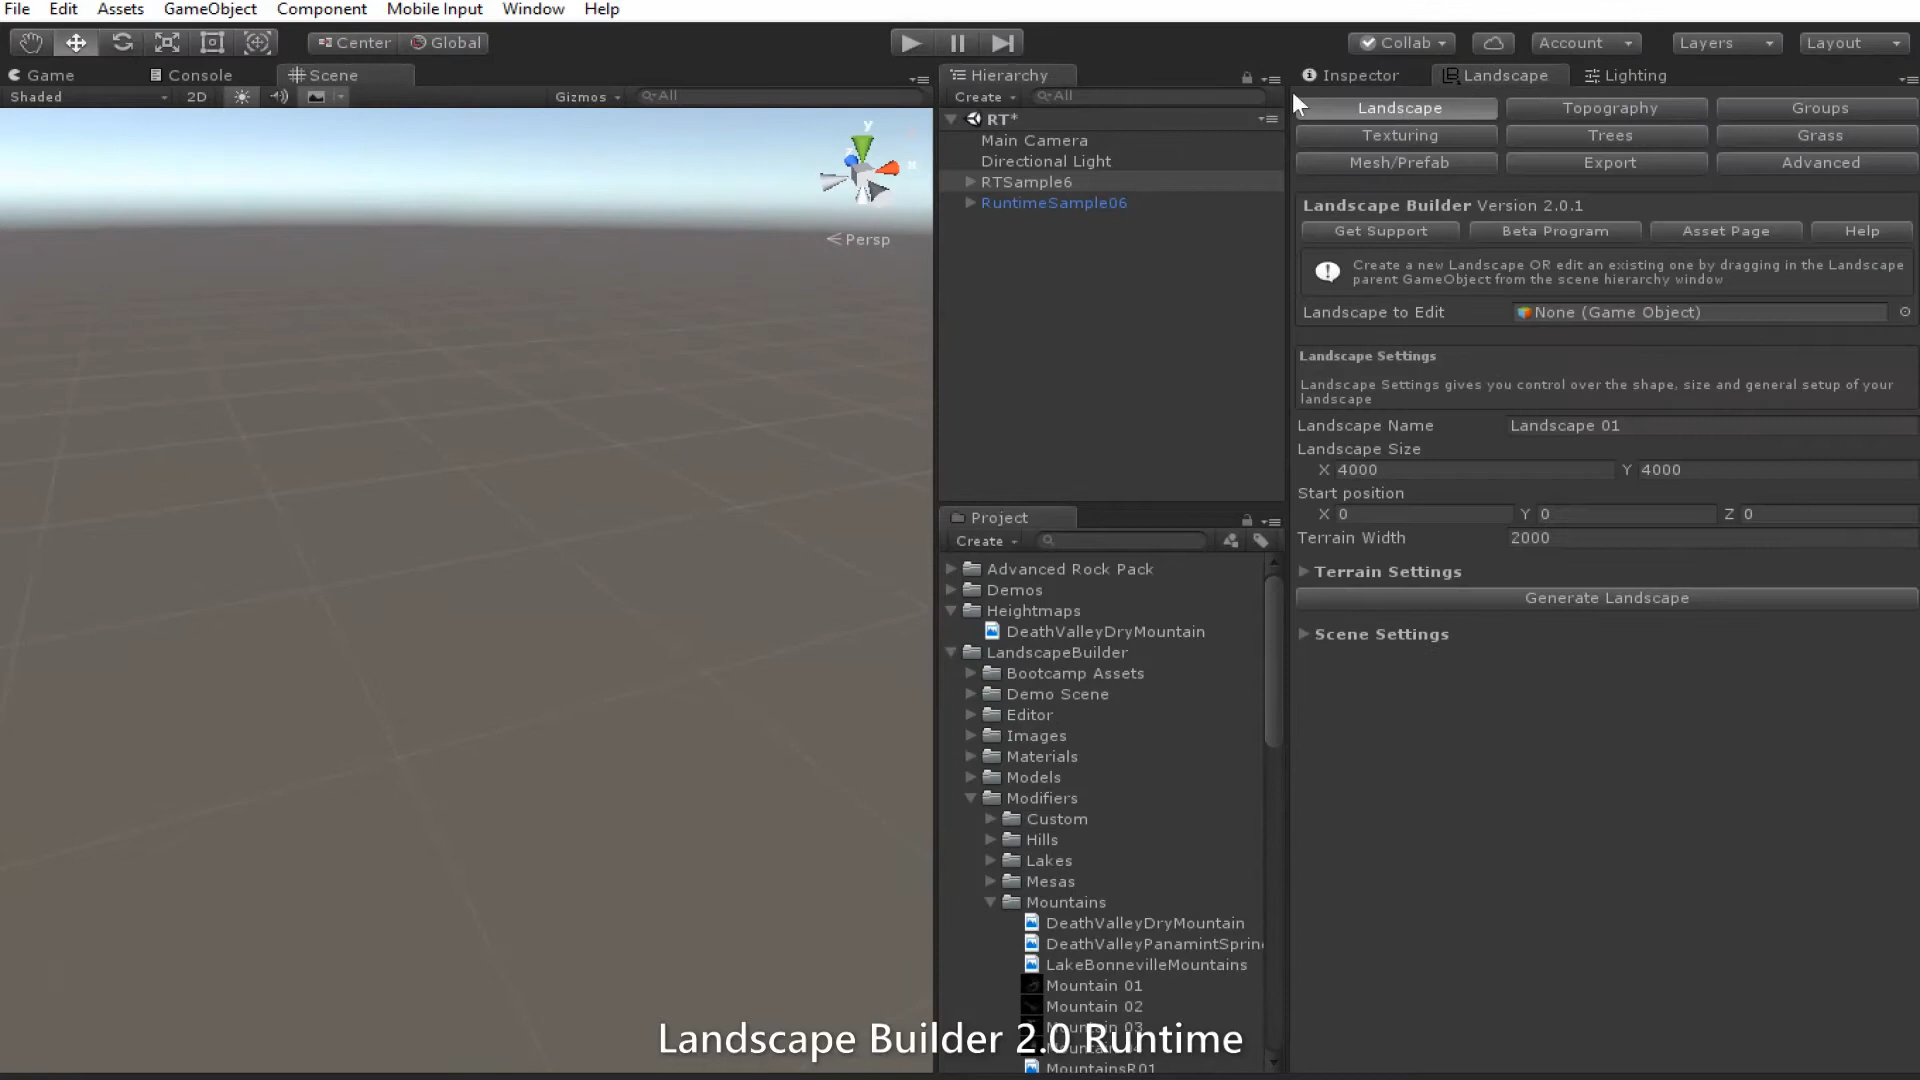 File Edit Assets GameObject Component Mobile Input Window Help
Center Global Collab Account Layers Layout
Game Console Scene
Shaded 2D Gizmos All
y
x
z
Persp
Hierarchy
Create All
RT*
Main Camera
Directional Light
RTSample6
RuntimeSample06
Project
Create
Advanced Rock Pack
Demos
Heightmaps
DeathValleyDryMountain
LandscapeBuilder
Bootcamp Assets
Demo Scene
Editor
Images
Materials
Models
Modifiers
Custom
Hills
Lakes
Mesas
Mountains
DeathValleyDryMountain
DeathValleyPanamintSprin
LakeBonnevilleMountains
Mountain 01
Mountain 02
Mountain 03
MountainsR01
Inspector Landscape Lighting
Landscape Topography Groups
Texturing Trees Grass
Mesh/Prefab Export Advanced
Landscape Builder Version 2.0.1
Get Support Beta Program Asset Page Help
Create a new Landscape OR edit an existing one by dragging in the Landscape
parent GameObject from the scene hierarchy window
Landscape to Edit None (Game Object)
Landscape Settings
Landscape Settings gives you control over the shape, size and general setup of your
landscape
Landscape Name Landscape 01
Landscape Size
X 4000 Y 4000
Start position
X 0 Y 0 Z 0
Terrain Width 2000
Terrain Settings
Generate Landscape
Scene Settings
Landscape Builder 2.0 Runtime